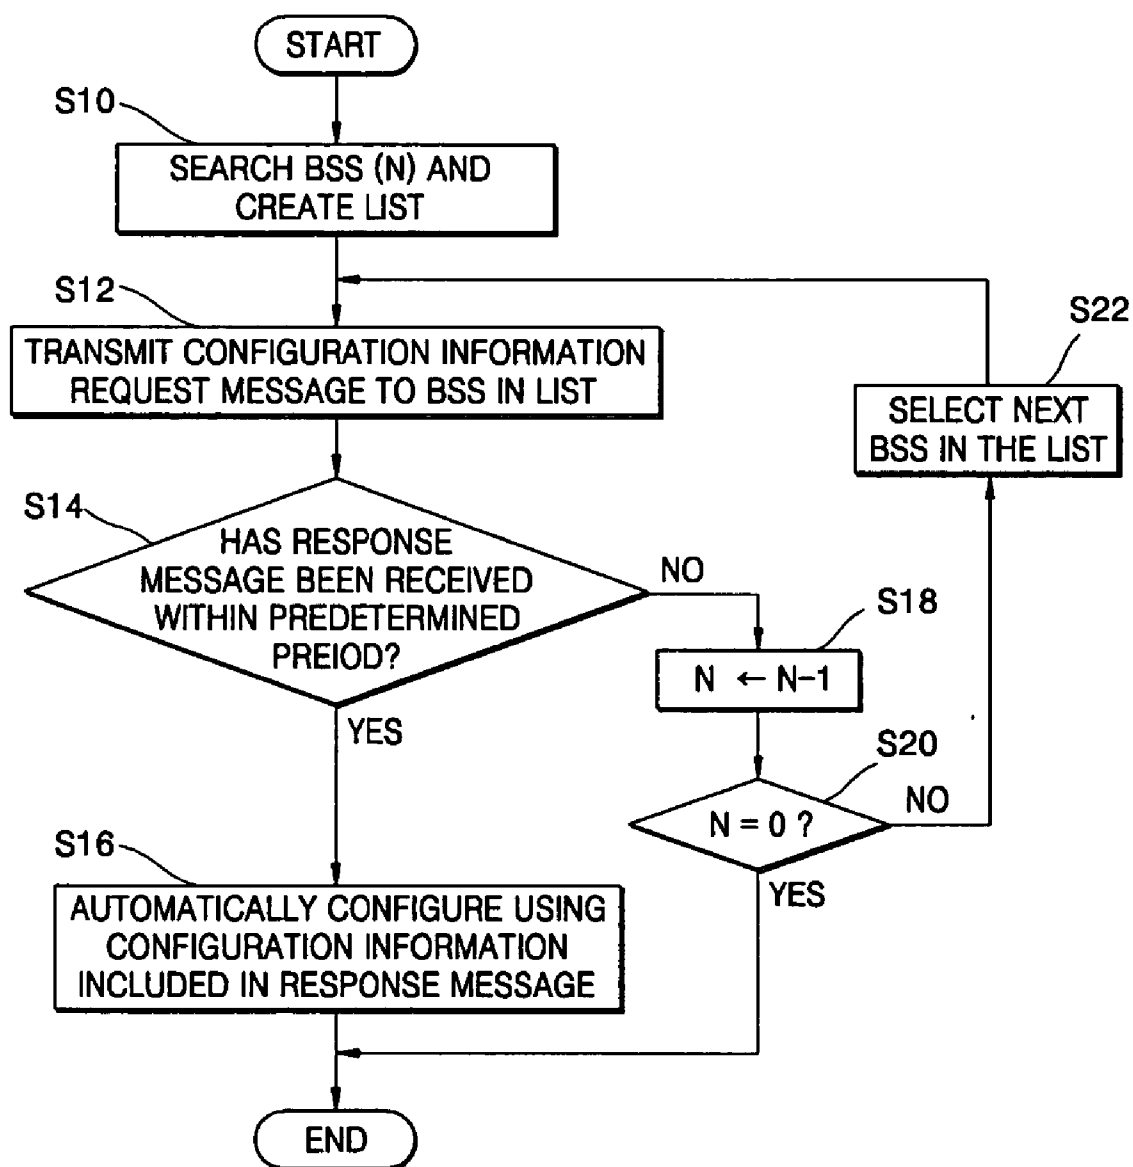 START
S10
SEARCH BSS (N) AND
CREATE LIST
S12
TRANSMIT CONFIGURATION INFORMATION
REQUEST MESSAGE TO BSS IN LIST
S22
SELECT NEXT
BSS IN THE LIST
S14
HAS RESPONSE
MESSAGE BEEN RECEIVED
WITHIN PREDETERMINED
PREIOD?
NO
S18
N ← N-1
YES
S20
N = 0 ?
NO
YES
S16
AUTOMATICALLY CONFIGURE USING
CONFIGURATION INFORMATION
INCLUDED IN RESPONSE MESSAGE
END